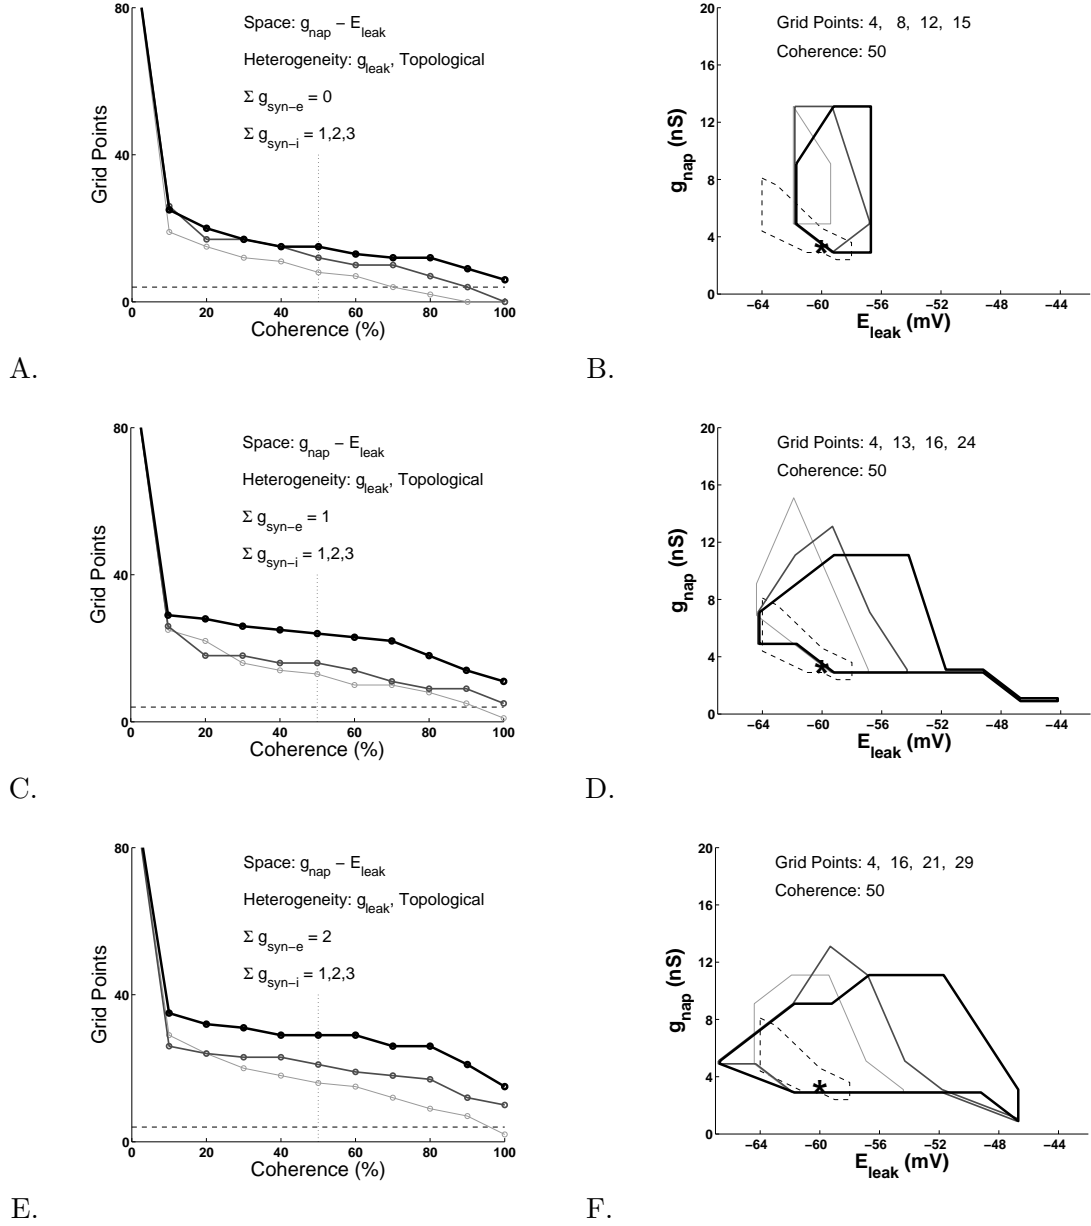 80
40
0
Grid Points
Space: g_nap − E_leak
Heterogeneity: g_leak, Topological
Σ g_syn−e = 0
Σ g_syn−i = 1,2,3
0 20 40 60 80 100
Coherence (%)
A.
20
16
12
8
4
0
g_nap (nS)
Grid Points: 4, 8, 12, 15
Coherence: 50
*
−64 −60 −56 −52 −48 −44
E_leak (mV)
B.
80
40
0
Grid Points
Space: g_nap − E_leak
Heterogeneity: g_leak, Topological
Σ g_syn−e = 1
Σ g_syn−i = 1,2,3
0 20 40 60 80 100
Coherence (%)
C.
20
16
12
8
4
0
g_nap (nS)
Grid Points: 4, 13, 16, 24
Coherence: 50
*
−64 −60 −56 −52 −48 −44
E_leak (mV)
D.
80
40
0
Grid Points
Space: g_nap − E_leak
Heterogeneity: g_leak, Topological
Σ g_syn−e = 2
Σ g_syn−i = 1,2,3
0 20 40 60 80 100
Coherence (%)
E.
20
16
12
8
4
0
g_nap (nS)
Grid Points: 4, 16, 21, 29
Coherence: 50
*
−64 −60 −56 −52 −48 −44
E_leak (mV)
F.